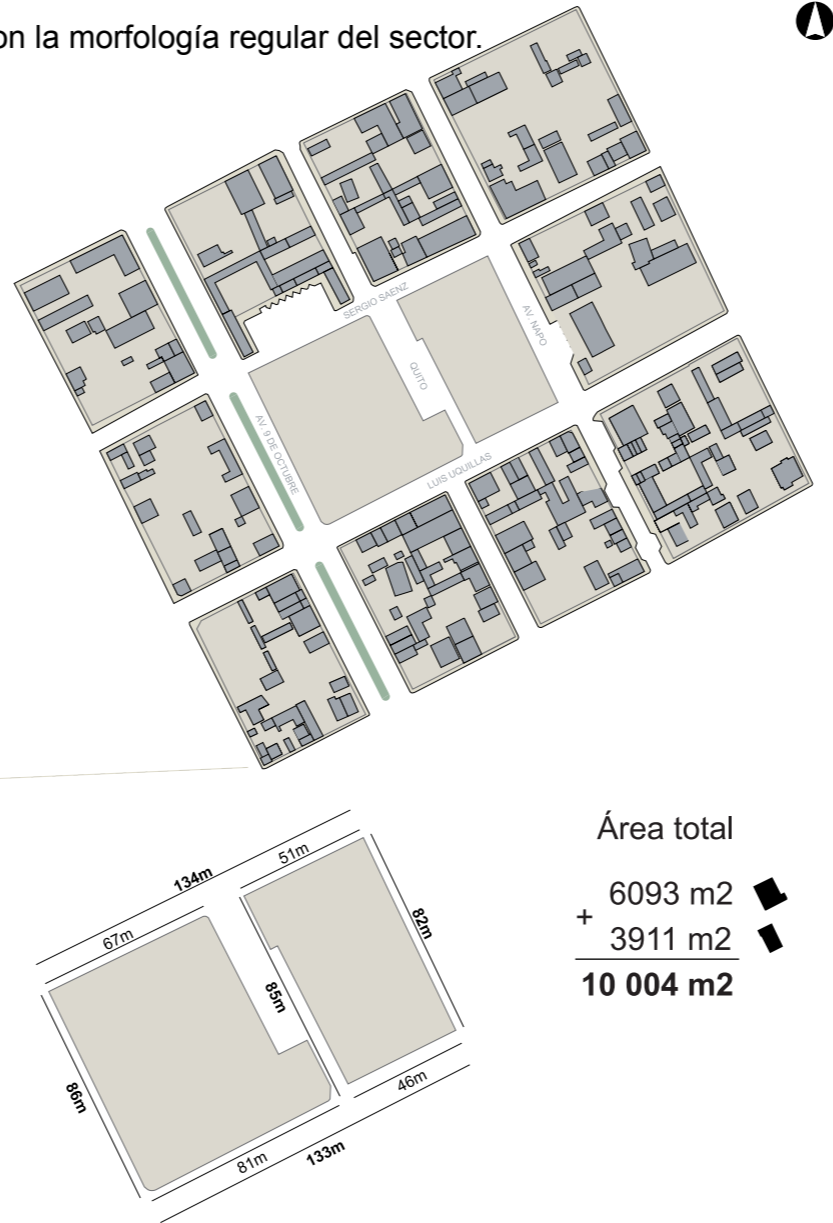 on la morfología regular del sector.
SERGIO SAENZ
AV. NAPO
QUITO
AV. 9 DE OCTUBRE
LUIS UQUILLAS
51m
134m
67m
82m
85m
86m
46m
81m
133m
Área total
6093 m2
+
3911 m2
10 004 m2